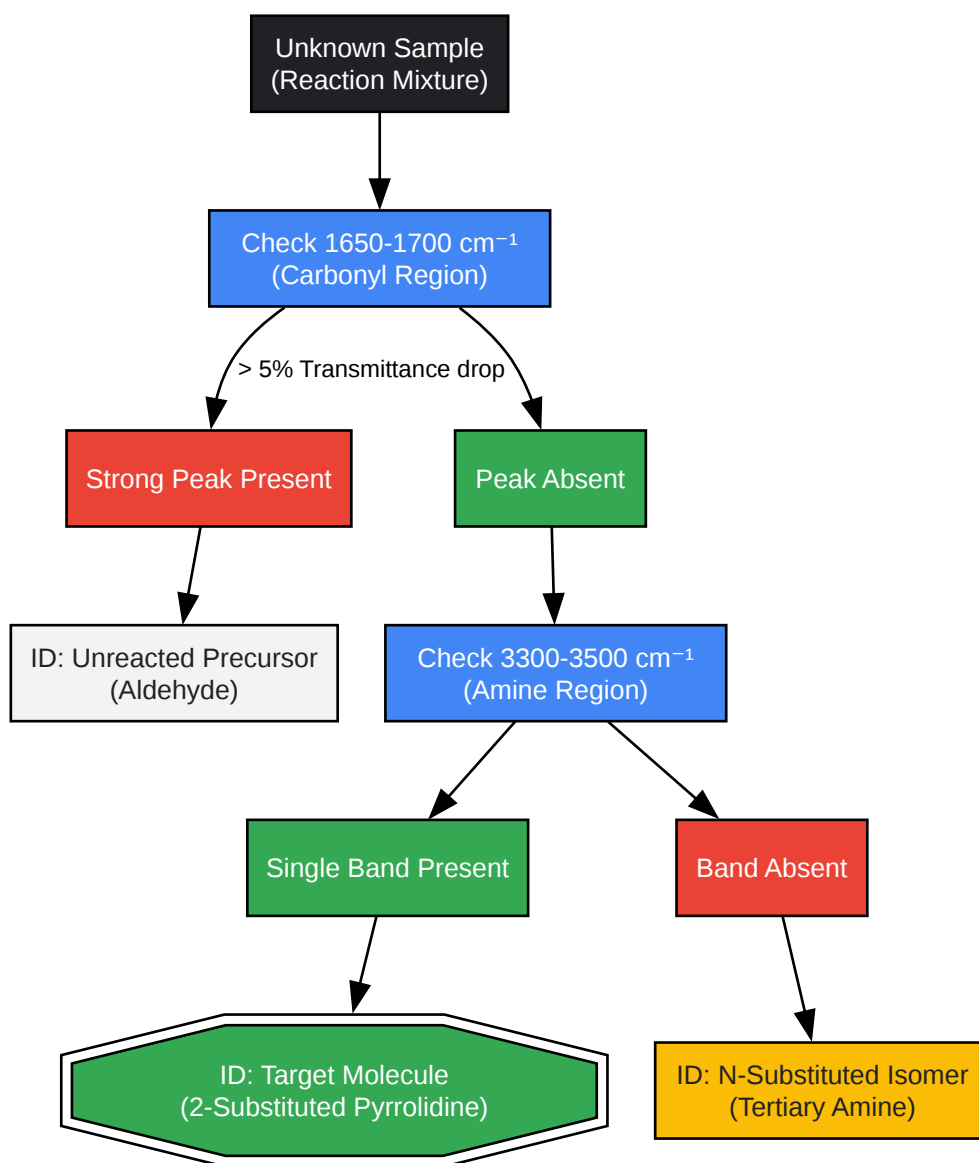 Unknown Sample
(Reaction Mixture)
Check 1650-1700 cm⁻¹
(Carbonyl Region)
> 5% Transmittance drop
Strong Peak Present
Peak Absent
ID: Unreacted Precursor
(Aldehyde)
Check 3300-3500 cm⁻¹
(Amine Region)
Single Band Present
Band Absent
ID: Target Molecule
(2-Substituted Pyrrolidine)
ID: N-Substituted Isomer
(Tertiary Amine)